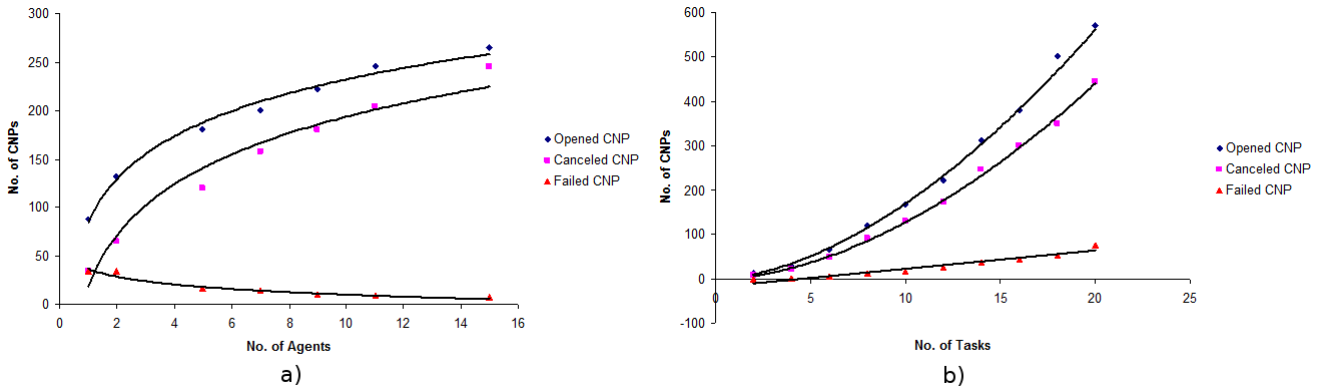 300
250
200
150
100
50
0
No. of CNPs
0 2 4 6 8 10 12 14 16
No. of Agents
Opened CNP
Canceled CNP
Failed CNP
a)
600
500
400
300
200
100
0
-100
No. of CNPs
0 5 10 15 20 25
No. of Tasks
Opened CNP
Canceled CNP
Failed CNP
b)